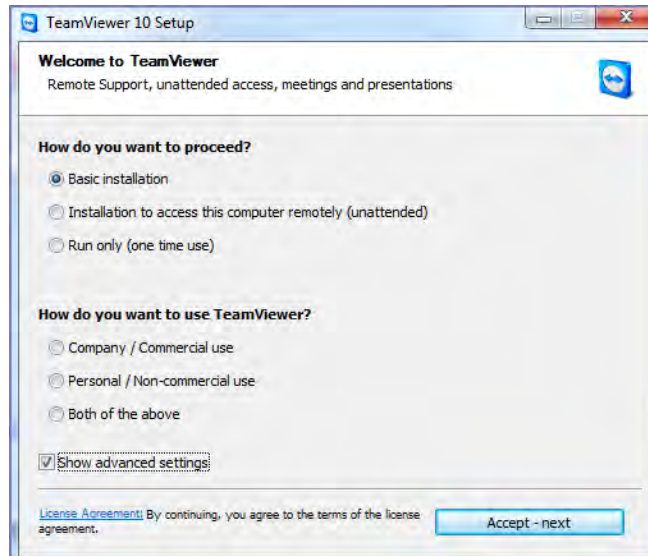 TeamViewer 10 Setup
Welcome to TeamViewer
Remote Support, unattended access, meetings and presentations
How do you want to proceed?
Basic installation
Installation to access this computer remotely (unattended)
Run only (one time use)
How do you want to use TeamViewer?
Company / Commercial use
Personal / Non-commercial use
Both of the above
Show advanced settings
License Agreement: By continuing, you agree to the terms of the license
agreement.
Accept - next